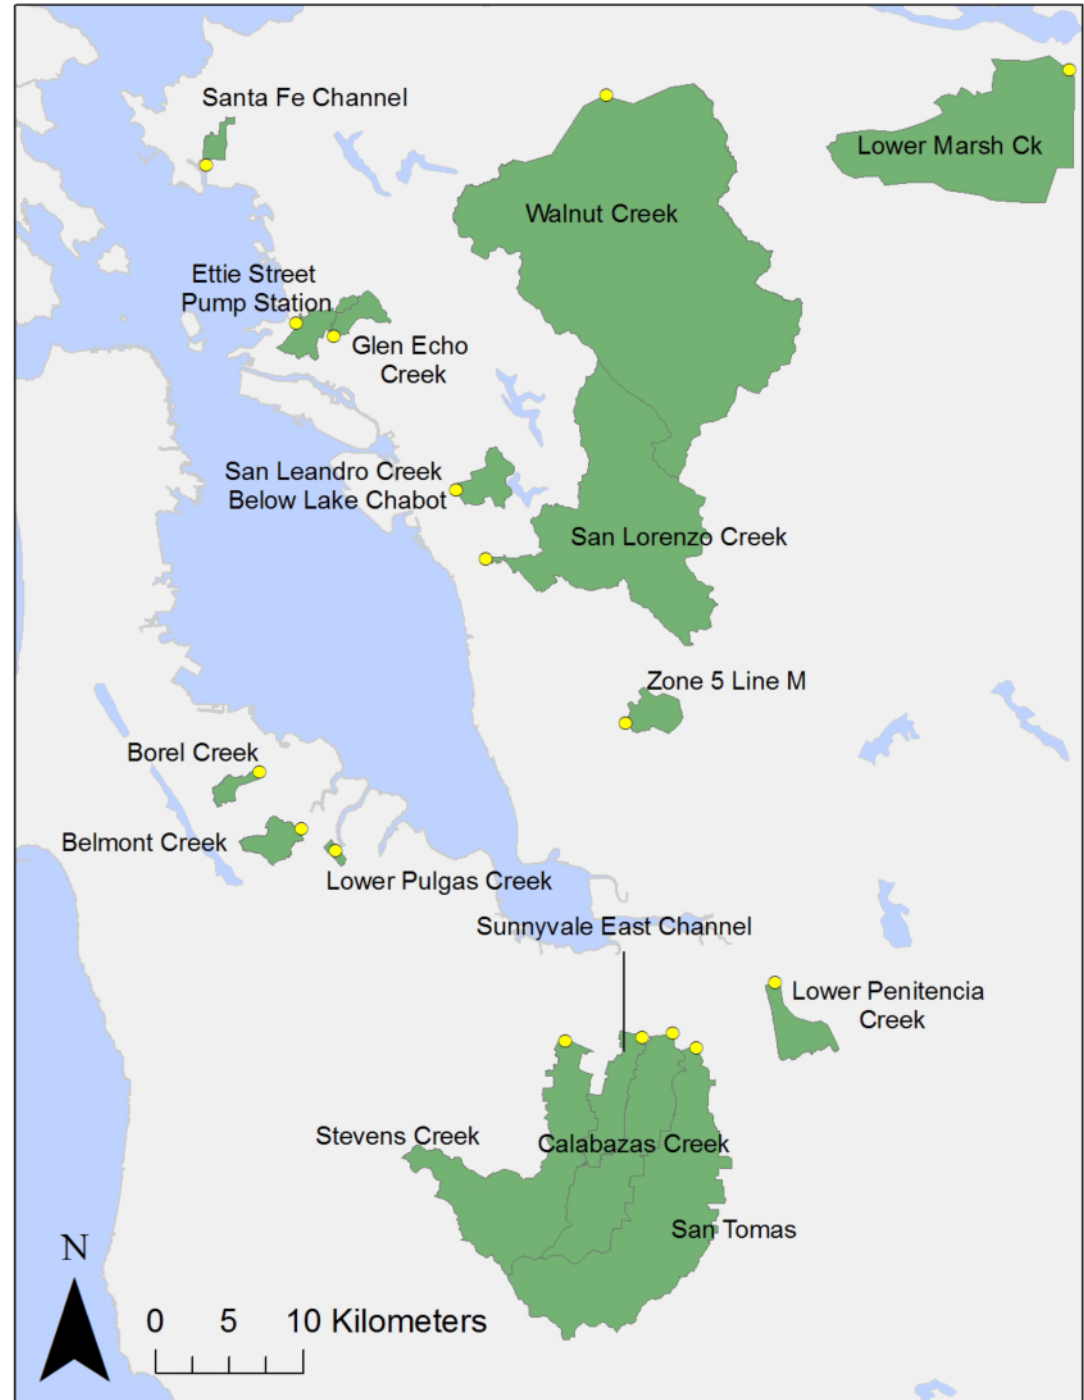 Santa Fe Channel
Lower Marsh Ck
Walnut Creek
Ettie Street
Pump Station
Glen Echo
Creek
San Leandro Creek
Below Lake Chabot
San Lorenzo Creek
Zone 5 Line M
Borel Creek
Belmont Creek
Lower Pulgas Creek
Sunnyvale East Channel
Lower Penitencia
Creek
Stevens Creek
Calabazas Creek
San Tomas
N
0 5 10 Kilometers